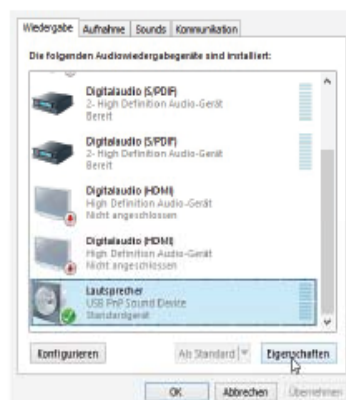 Wiedergabe Aufnahme Sounds Kommunikation
Die folgenden Audiowiedergabegeräte sind installiert:
Digitalaudio (S/PDIF)
2- High Definition Audio-Gerät
Bereit
Digitalaudio (S/PDIF)
2- High Definition Audio-Gerät
Bereit
Digitalaudio (HDMI)
High Definition Audio-Gerät
Nicht angeschlossen
Digitalaudio (HDMI)
High Definition Audio-Gerät
Nicht angeschlossen
Lautsprecher
USB PnP Sound Device
Standardgerät
Konfigurieren Als Standard Eigenschaften
OK Abbrechen Übernehmen